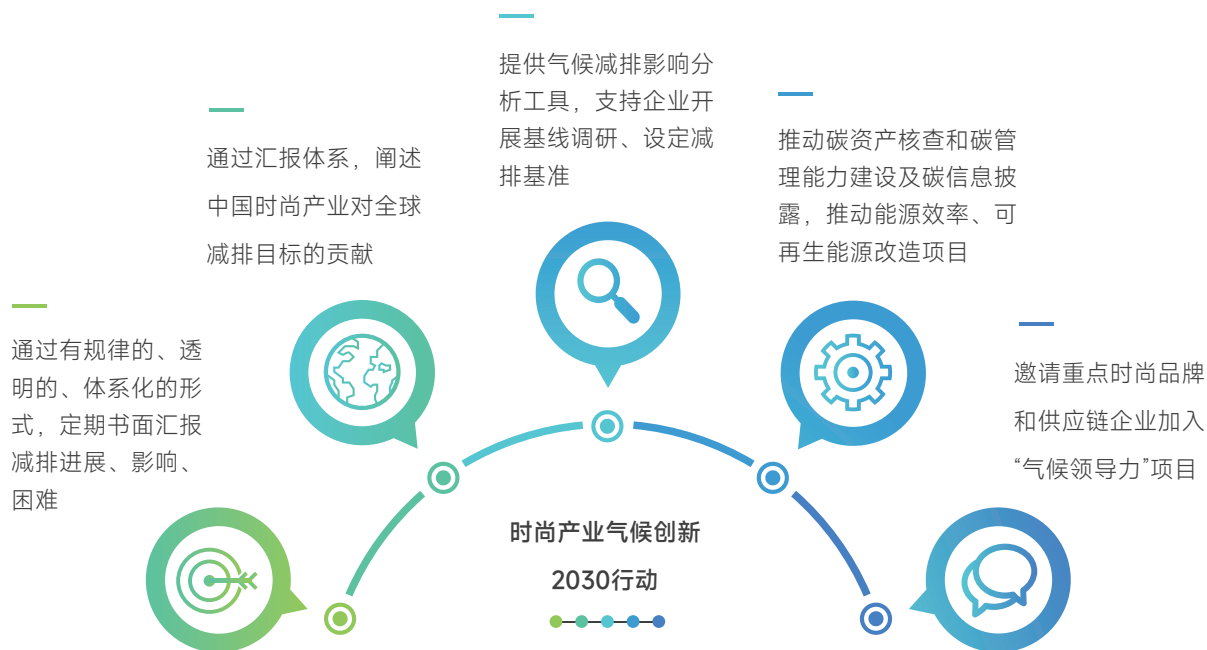 通过有规律的、透
明的、体系化的形
式，定期书面汇报
减排进展、影响、
困难
通过汇报体系，阐述
中国时尚产业对全球
减排目标的贡献
提供气候减排影响分
析工具，支持企业开
展基线调研、设定减
排基准
推动碳资产核查和碳管
理能力建设及碳信息披
露，推动能源效率、可
再生能源改造项目
邀请重点时尚品牌
和供应链企业加入
“气候领导力”项目
时尚产业气候创新
2030行动